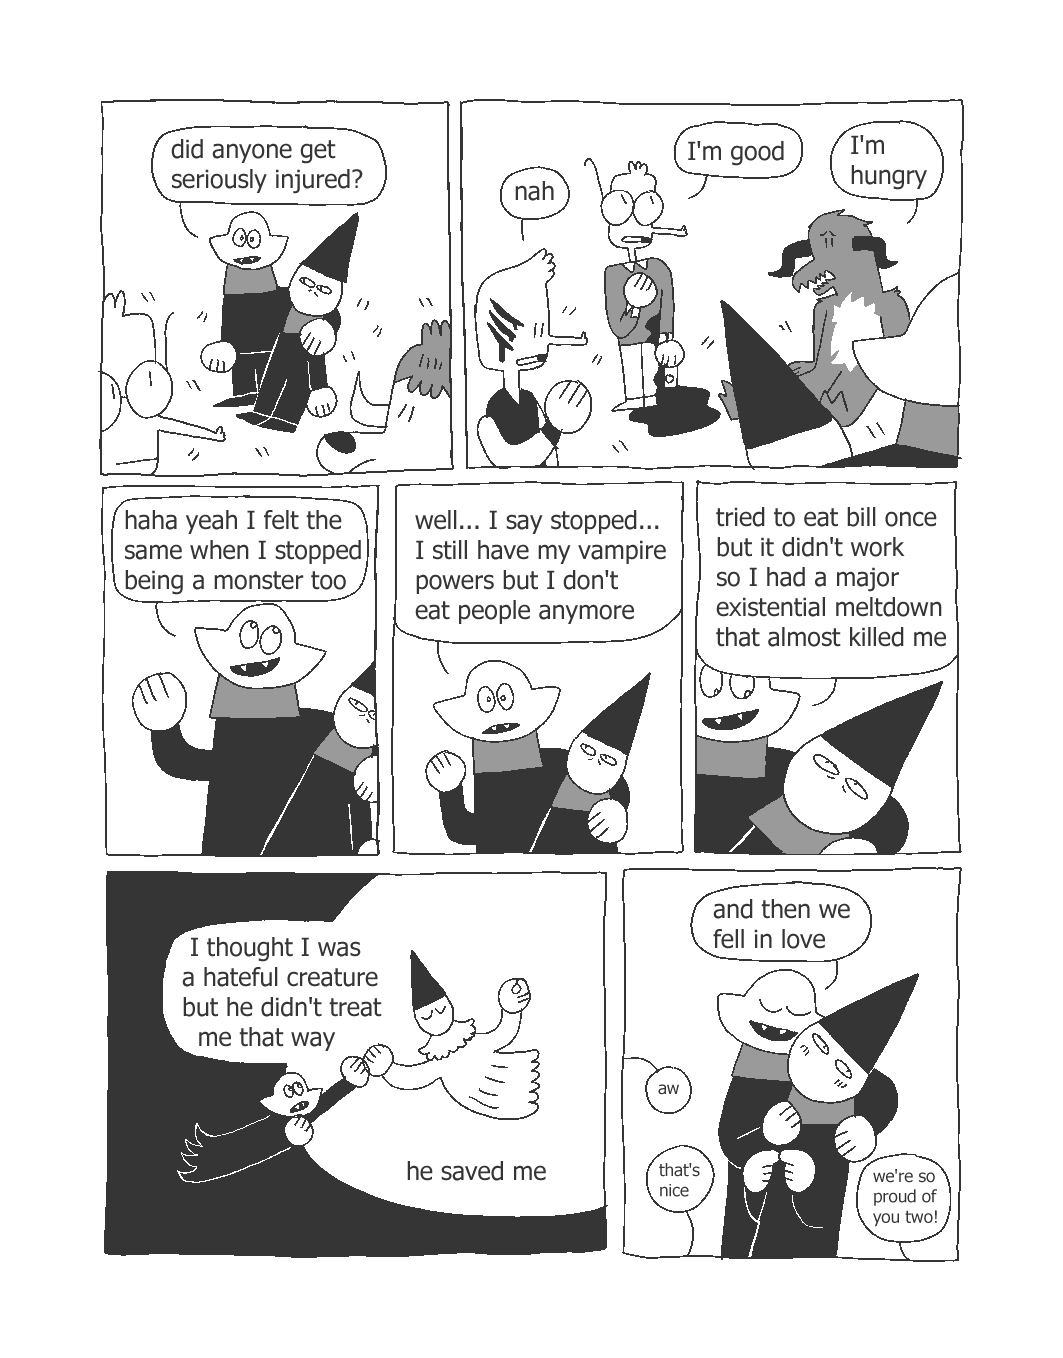 did anyone get
seriously injured?
nah
I'm good
I'm
hungry
haha yeah I felt the
same when I stopped
being a monster too
well... I say stopped...
I still have my vampire
powers but I don't
eat people anymore
tried to eat bill once
but it didn't work
so I had a major
existential meltdown
that almost killed me
I thought I was
a hateful creature
but he didn't treat
me that way
he saved me
and then we
fell in love
aw
that's
nice
we're so
proud of
you two!